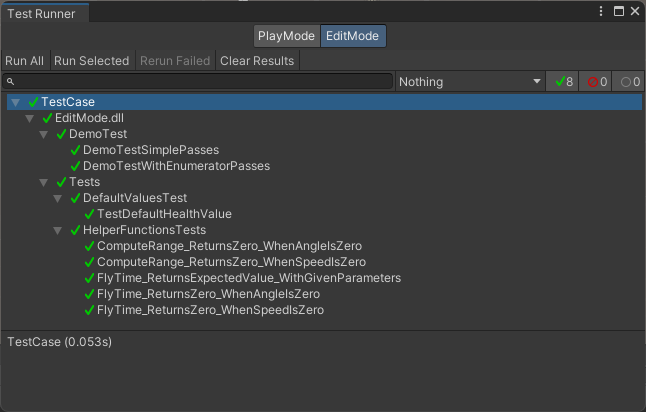 Test Runner
PlayMode EditMode
Run All Run Selected Rerun Failed Clear Results
Nothing 8 0 0
TestCase
EditMode.dll
DemoTest
DemoTestSimplePasses
DemoTestWithEnumeratorPasses
Tests
DefaultValuesTest
TestDefaultHealthValue
HelperFunctionsTests
ComputeRange_ReturnsZero_WhenAngleIsZero
ComputeRange_ReturnsZero_WhenSpeedIsZero
FlyTime_ReturnsExpectedValue_WithGivenParameters
FlyTime_ReturnsZero_WhenAngleIsZero
FlyTime_ReturnsZero_WhenSpeedIsZero
TestCase (0.053s)